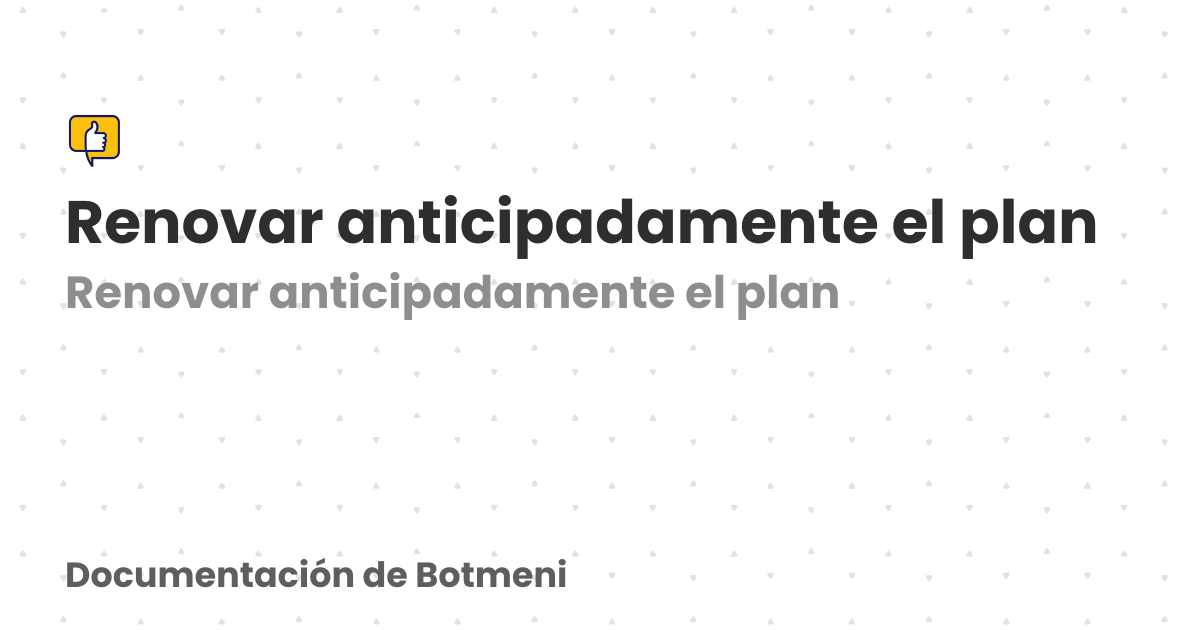 Renovar anticipadamente el plan
Renovar anticipadamente el plan
Documentación de Botmeni